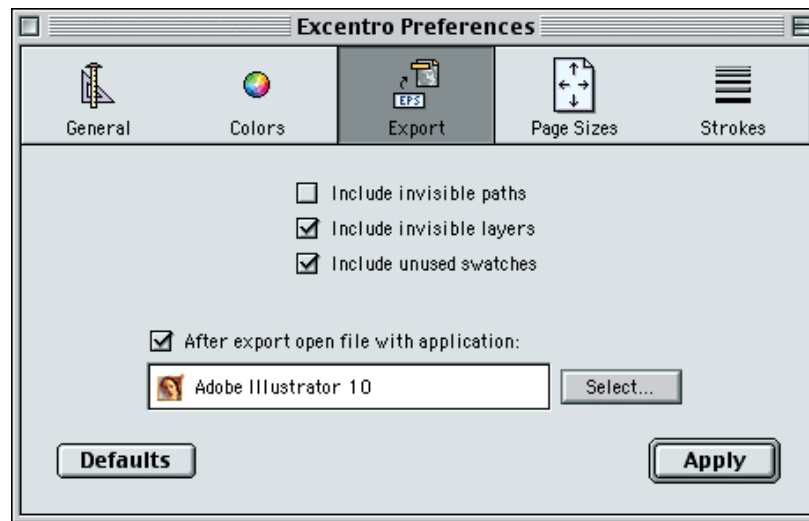 Excentro Preferences
General Colors EPS Export Page Sizes Strokes
Include invisible paths
Include invisible layers
Include unused swatches
After export open file with application:
Adobe Illustrator 10 Select...
Defaults Apply